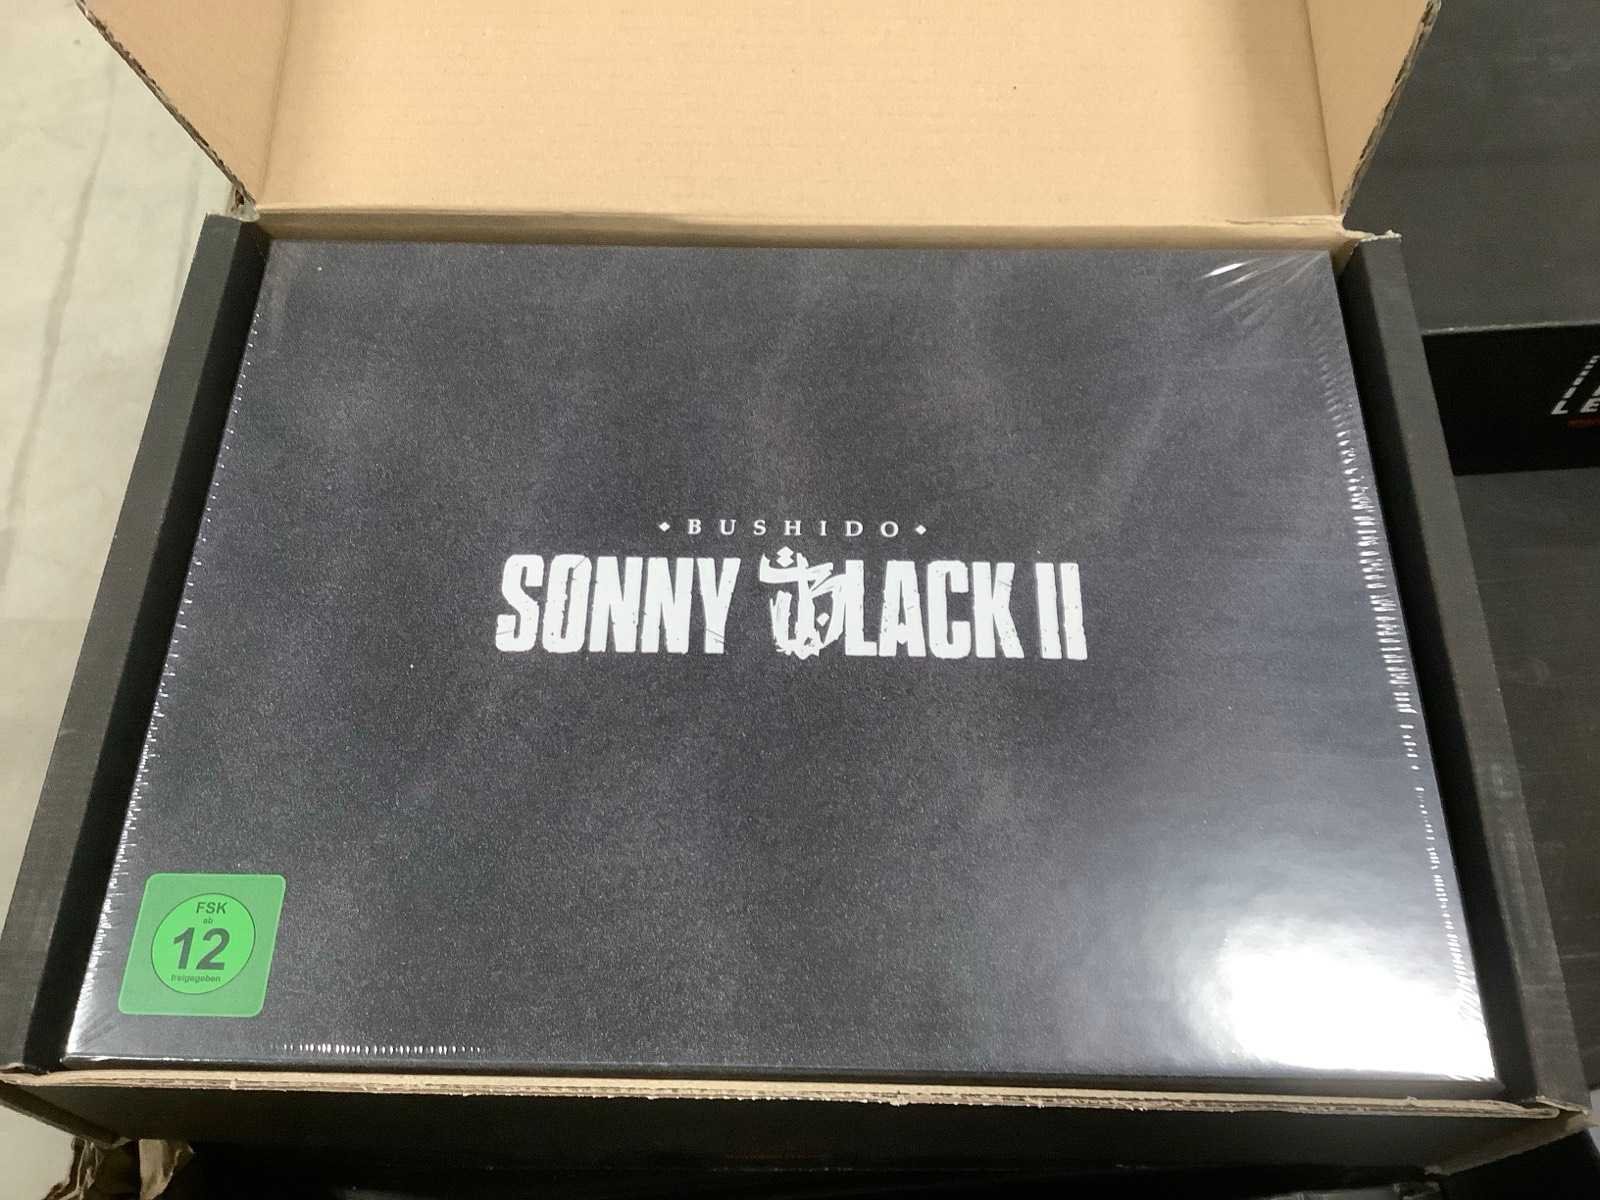 BUSHIDO
SONNY BLACK II
FSK
ab
12
freigegeben